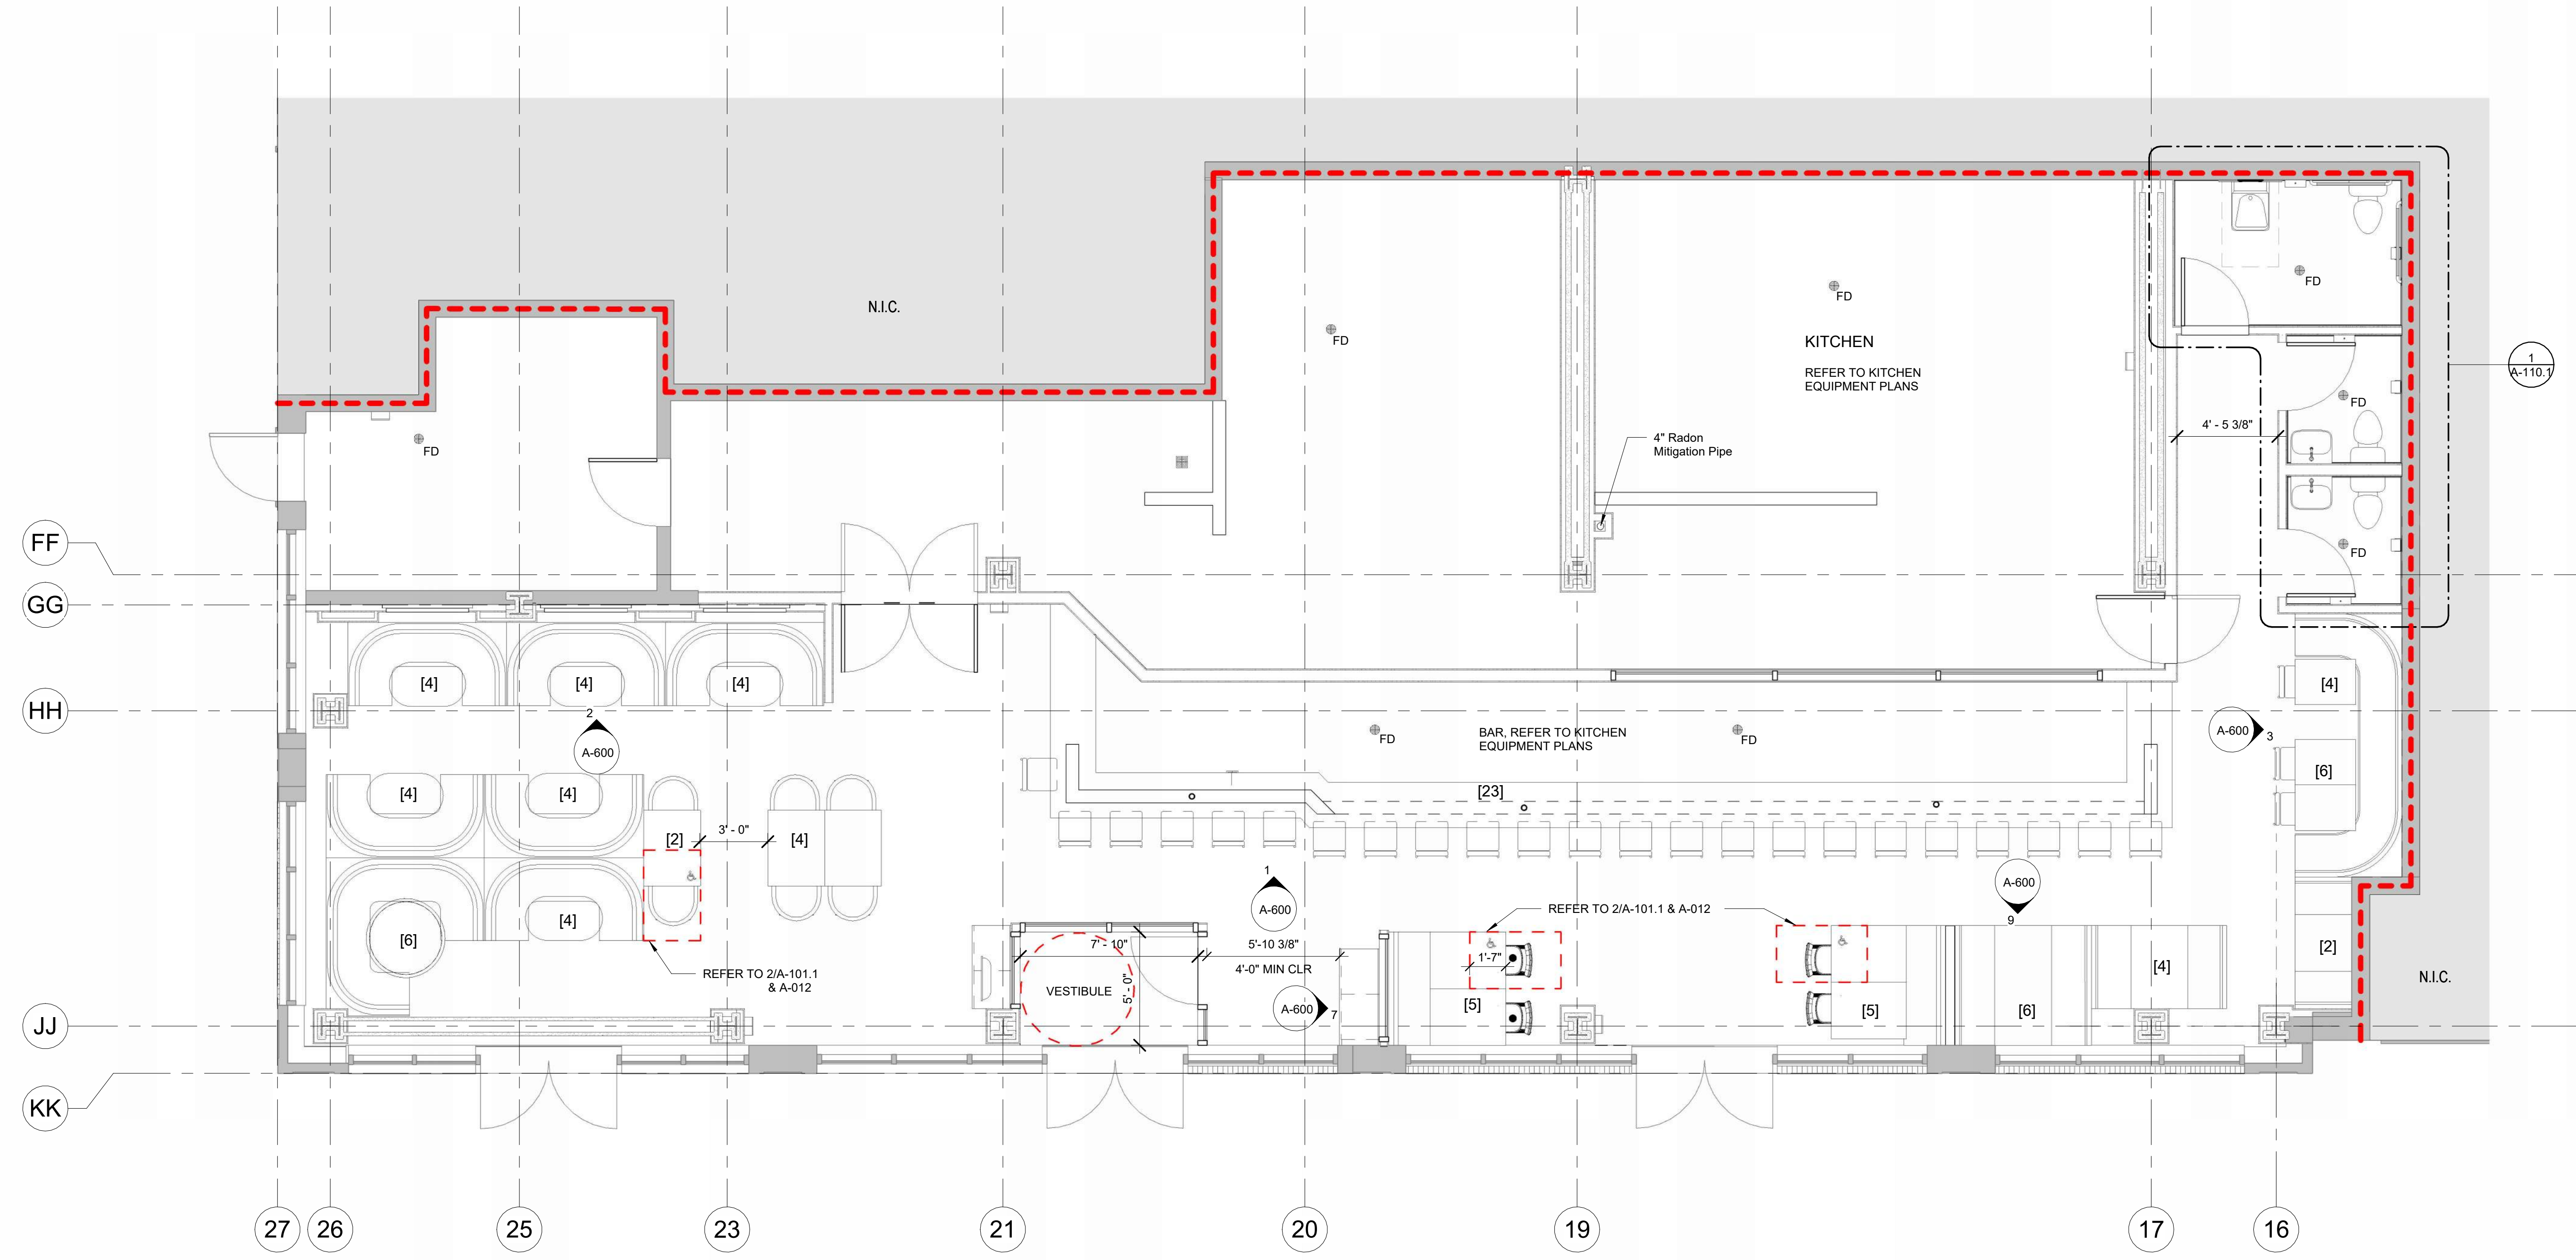 N.I.C.
FD
FD
KITCHEN
REFER TO KITCHEN
EQUIPMENT PLANS
FD
1
A-110.1
FD
4' - 5 3/8"
4" Radon
Mitigation Pipe
FD
FD
FF
GG
HH
JJ
KK
[4]
[4]
[4]
2
A-600
[4]
[4]
[2]
3' - 0"
[4]
[6]
[4]
REFER TO 2/A-101.1
& A-012
FD
BAR, REFER TO KITCHEN
EQUIPMENT PLANS
FD
[23]
A-600
3
[4]
[6]
[2]
1
A-600
7' - 10"
5'-10 3/8"
4'-0" MIN CLR
VESTIBULE
5' - 0"
A-600
7
REFER TO 2/A-101.1 & A-012
1'-7"
[5]
[5]
A-600
9
[6]
[4]
N.I.C.
27
26
25
23
21
20
19
17
16